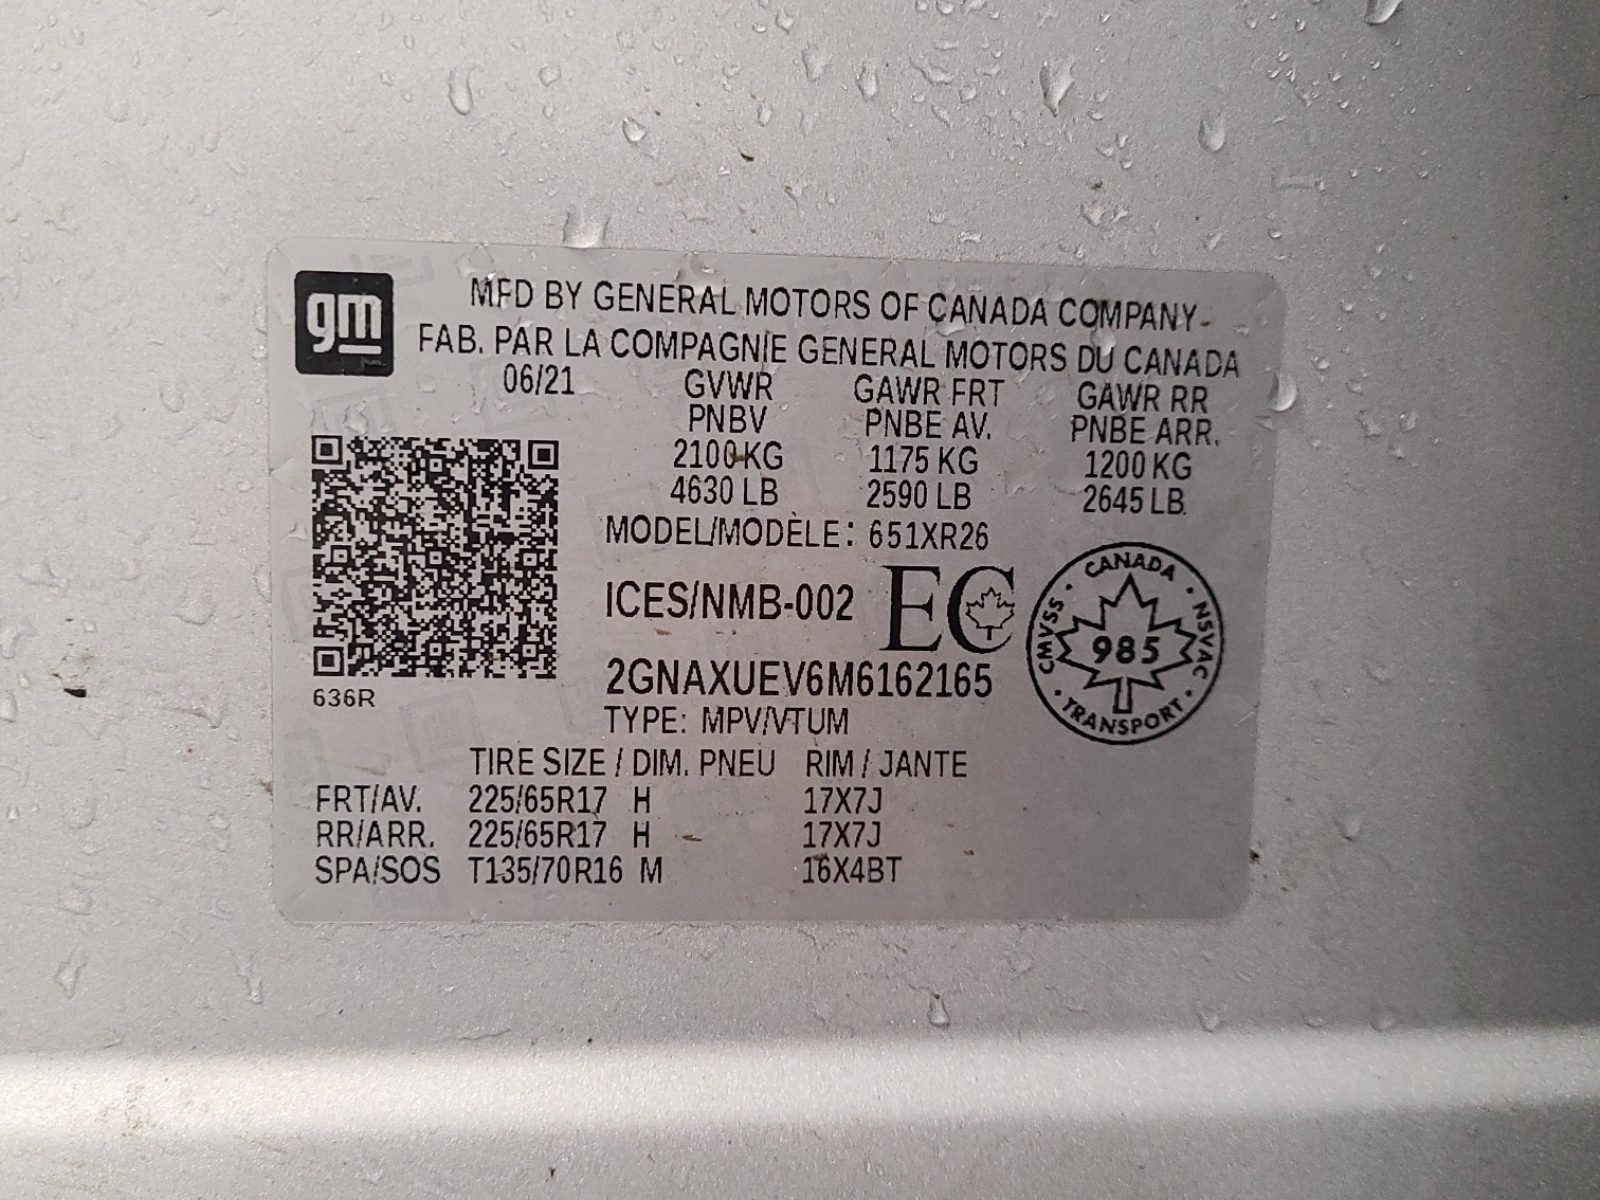 gm
MFD BY GENERAL MOTORS OF CANADA COMPANY-
FAB. PAR LA COMPAGNIE GENERAL MOTORS DU CANADA
06/21 GVWR GAWR FRT GAWR RR
PNBV PNBE AV. PNBE ARR.
2100 KG 1175 KG 1200 KG
4630 LB 2590 LB 2645 LB
MODEL/MODÈLE: 651XR26
ICES/NMB-002 EC
CANADA
CMVSS · NSVAC
985
· TRANSPORT ·
2GNAXUEV6M6162165
636R
TYPE: MPV/VTUM
TIRE SIZE / DIM. PNEU RIM / JANTE
FRT/AV. 225/65R17 H 17X7J
RR/ARR. 225/65R17 H 17X7J
SPA/SOS T135/70R16 M 16X4BT